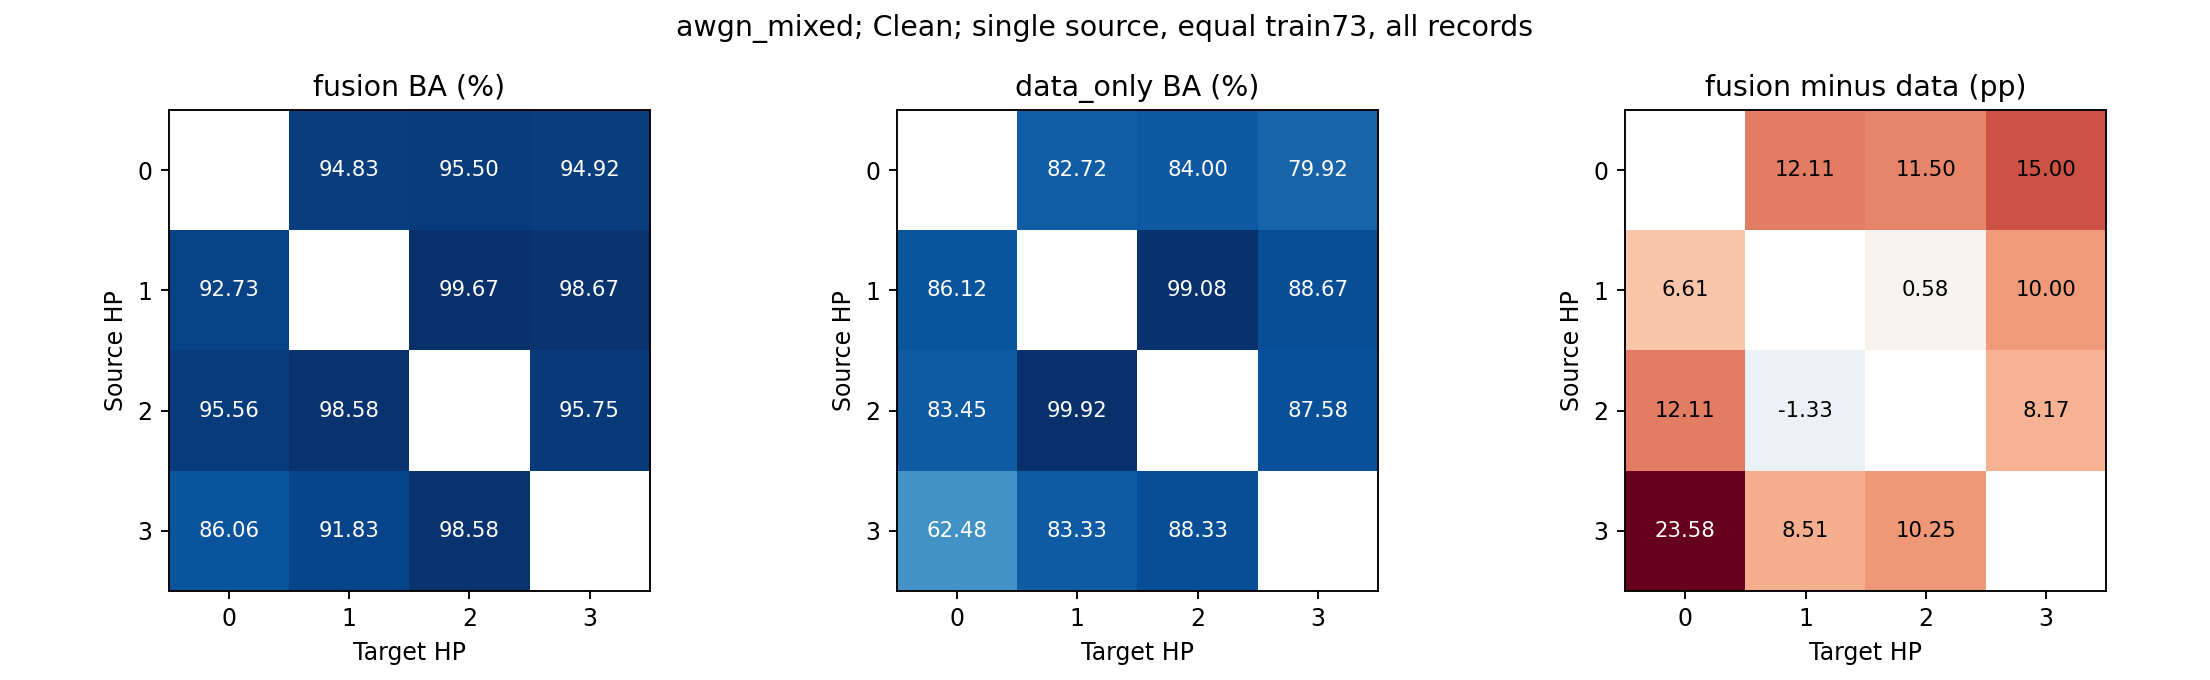 awgn_mixed; Clean; single source, equal train73, all records
fusion BA (%)
Source HP
0
94.83 95.50 94.92
1
92.73 99.67 98.67
2
95.56 98.58 95.75
3
86.06 91.83 98.58
0 1 2 3
Target HP
data_only BA (%)
Source HP
0
82.72 84.00 79.92
1
86.12 99.08 88.67
2
83.45 99.92 87.58
3
62.48 83.33 88.33
0 1 2 3
Target HP
fusion minus data (pp)
Source HP
0
12.11 11.50 15.00
1
6.61 0.58 10.00
2
12.11 -1.33 8.17
3
23.58 8.51 10.25
0 1 2 3
Target HP